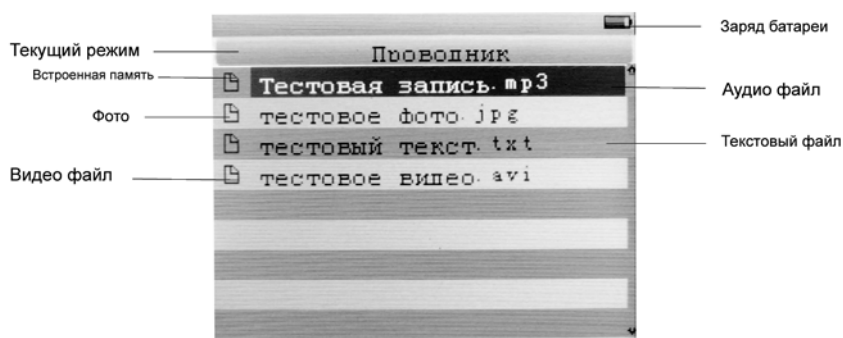 Заряд батареи
Текущий режим
Проводник
Встроенная память
Тестовая запись.mp3
Аудио файл
Фото
тестовое фото.jpg
тестовый текст.txt
Текстовый файл
Видео файл
тестовое видео.avi